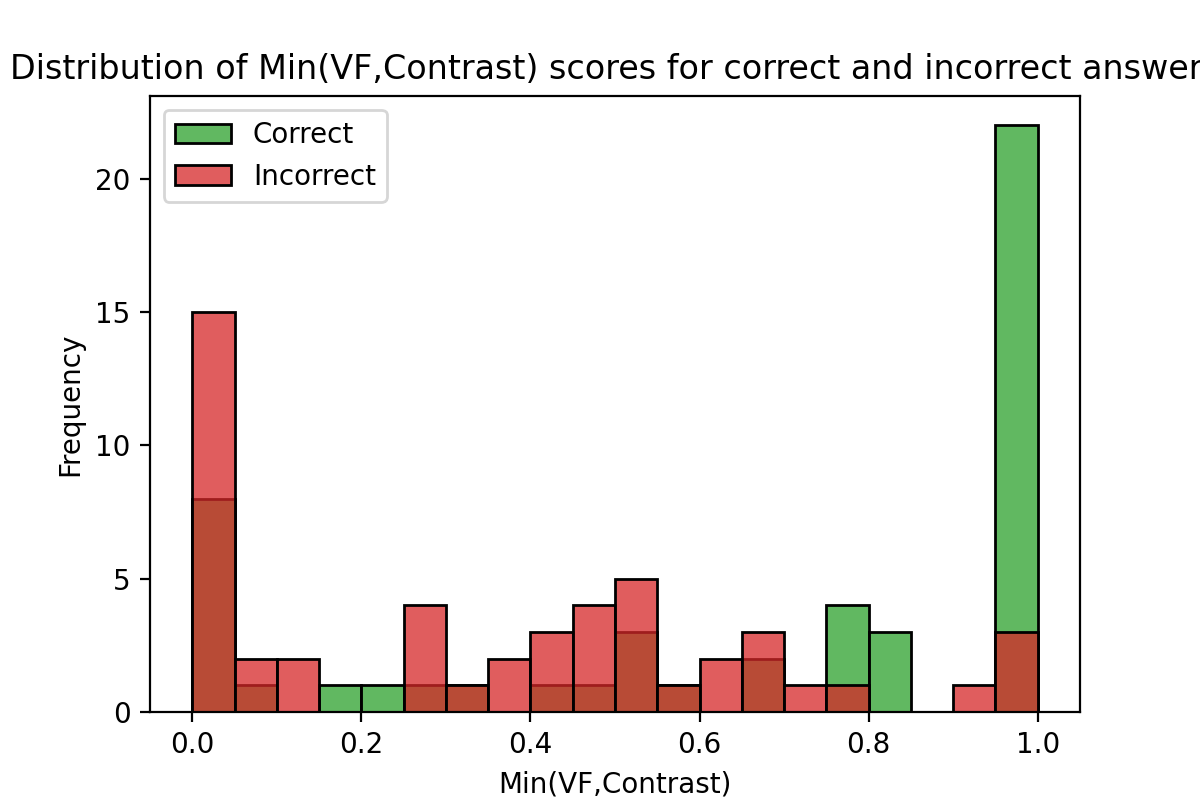 Distribution of Min(VF,Contrast) scores for correct and incorrect answer
Correct
Incorrect
Frequency
20
15
10
5
0
0.0 0.2 0.4 0.6 0.8 1.0
Min(VF,Contrast)